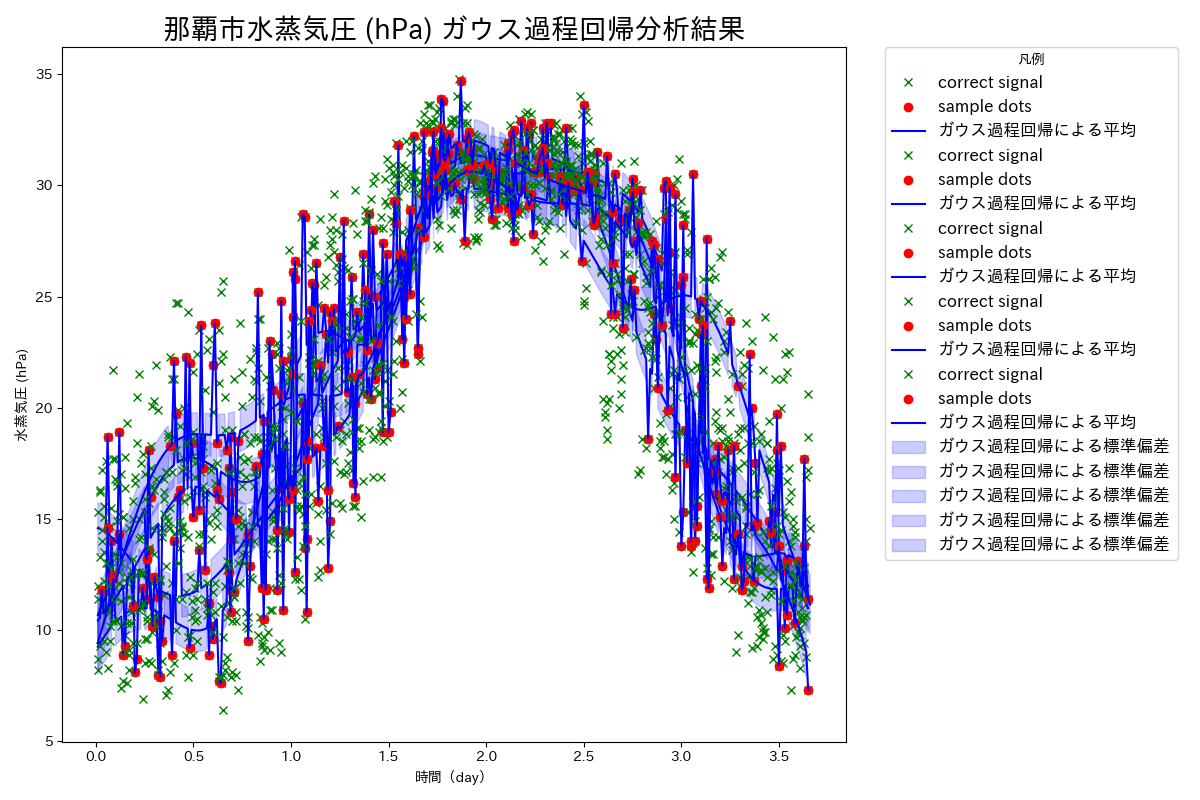 那覇市水蒸気圧 (hPa) ガウス過程回帰分析結果
水蒸気圧 (hPa)
35
30
25
20
15
10
5
0.0 0.5 1.0 1.5 2.0 2.5 3.0 3.5
時間（day）
凡例
correct signal
sample dots
ガウス過程回帰による平均
correct signal
sample dots
ガウス過程回帰による平均
correct signal
sample dots
ガウス過程回帰による平均
correct signal
sample dots
ガウス過程回帰による平均
correct signal
sample dots
ガウス過程回帰による平均
ガウス過程回帰による標準偏差
ガウス過程回帰による標準偏差
ガウス過程回帰による標準偏差
ガウス過程回帰による標準偏差
ガウス過程回帰による標準偏差